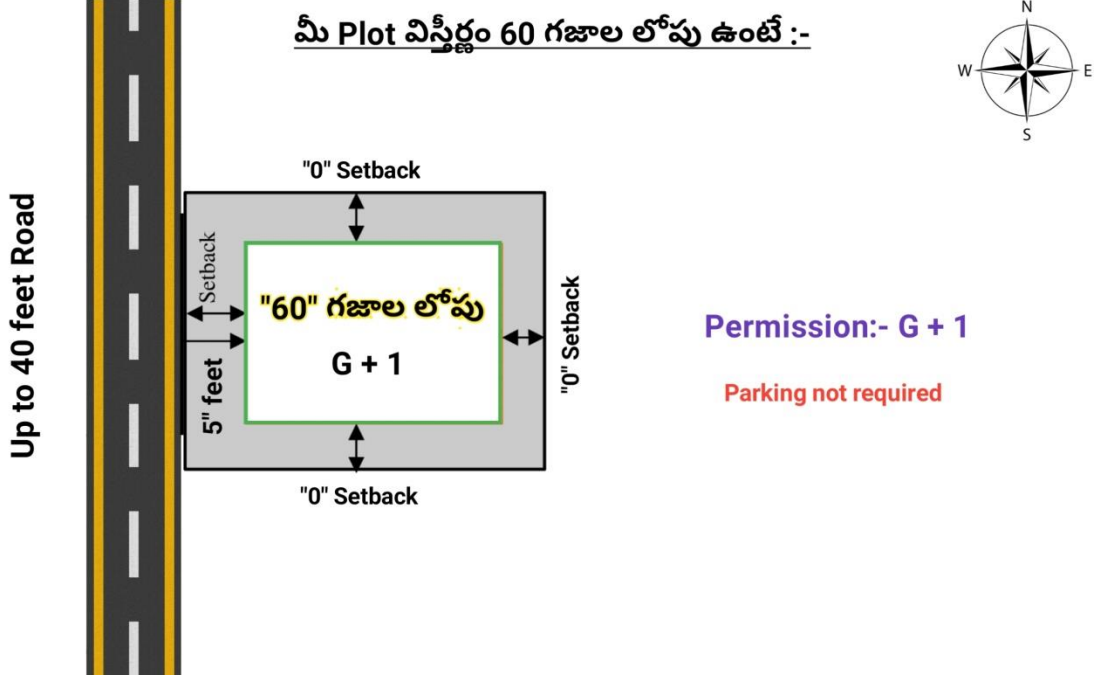 మీ Plot విస్తీర్ణం 60 గజాల లోపు ఉంటే :-
N
W
E
S
"0" Setback
Up to 40 feet Road
Setback
5" feet
"60" గజాల లోపు
G + 1
"0" Setback
"0" Setback
Permission:- G + 1
Parking not required